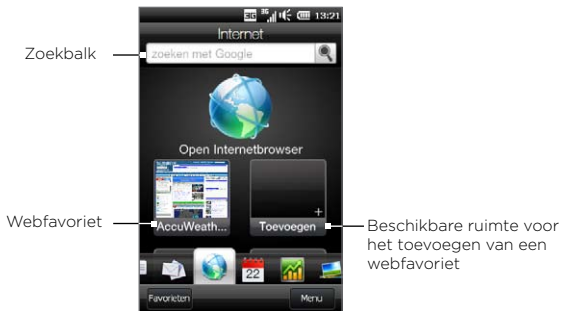 3G 13:21
Internet
Zoekbalk
zoeken met Google
Open Internetbrowser
Webfavoriet
AccuWeath...
+
Toevoegen
Beschikbare ruimte voor
het toevoegen van een
webfavoriet
22
Favorieten Menu